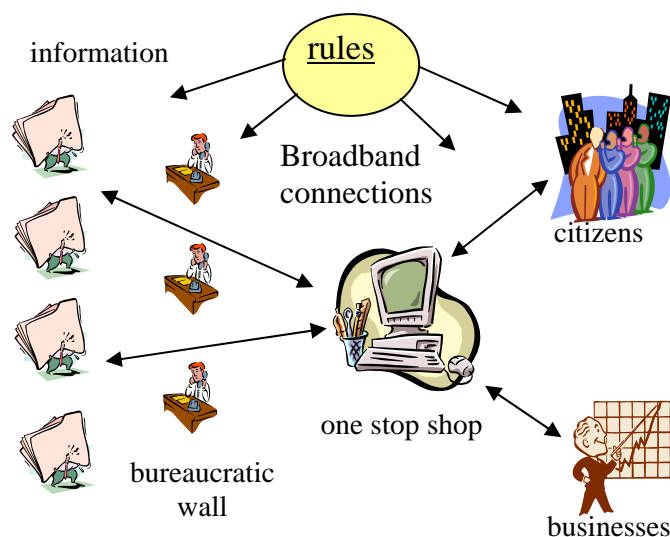 rules
information
Broadband
connections
citizens
one stop shop
bureaucratic
wall
businesses